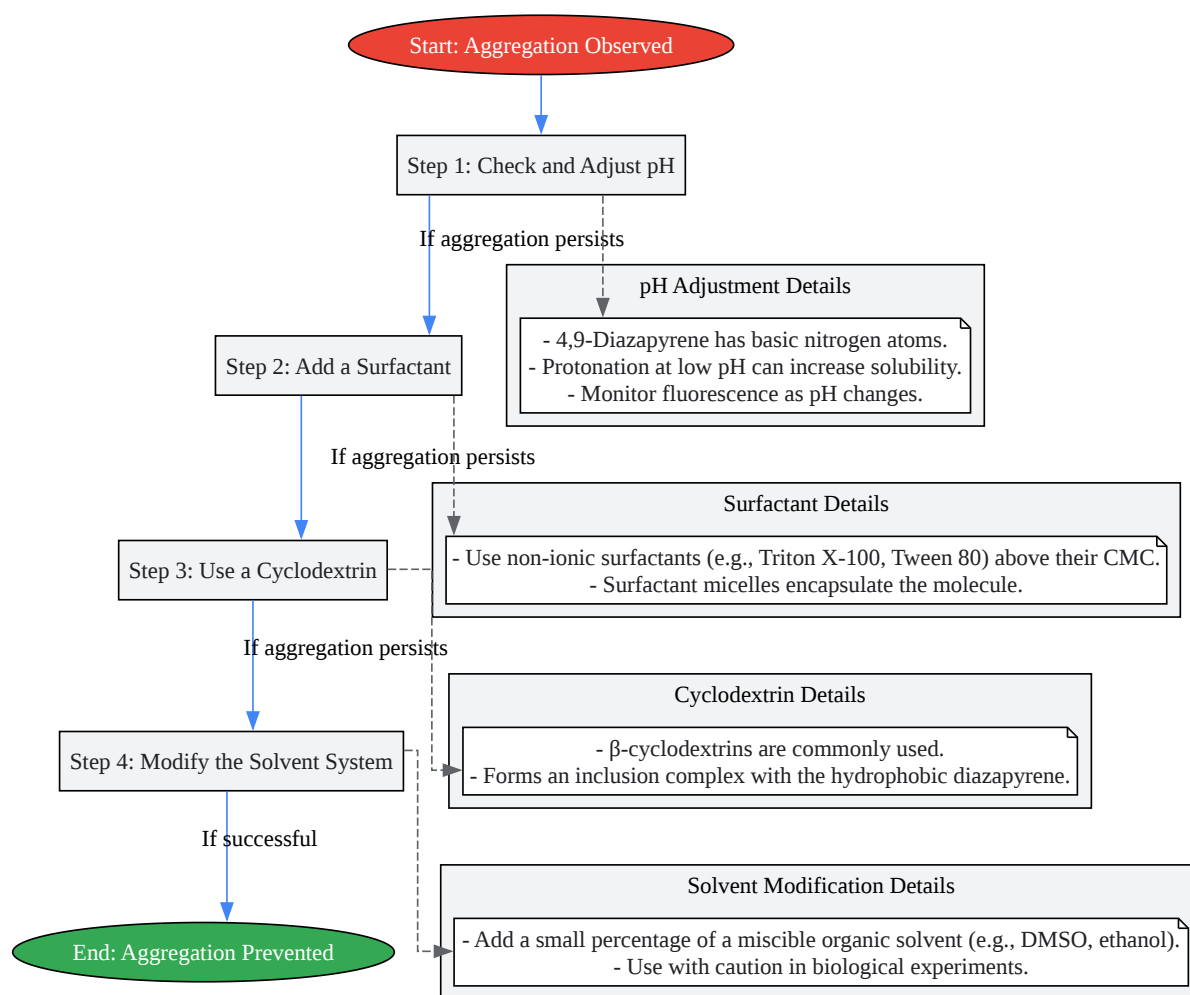 Start: Aggregation Observed
Step 1: Check and Adjust pH
If aggregation persists
pH Adjustment Details
- 4,9-Diazapyrene has basic nitrogen atoms.
- Protonation at low pH can increase solubility.
- Monitor fluorescence as pH changes.
Step 2: Add a Surfactant
If aggregation persists
Surfactant Details
- Use non-ionic surfactants (e.g., Triton X-100, Tween 80) above their CMC.
- Surfactant micelles encapsulate the molecule.
Step 3: Use a Cyclodextrin
If aggregation persists
Cyclodextrin Details
- β-cyclodextrins are commonly used.
- Forms an inclusion complex with the hydrophobic diazapyrene.
Step 4: Modify the Solvent System
If successful
Solvent Modification Details
- Add a small percentage of a miscible organic solvent (e.g., DMSO, ethanol).
- Use with caution in biological experiments.
End: Aggregation Prevented